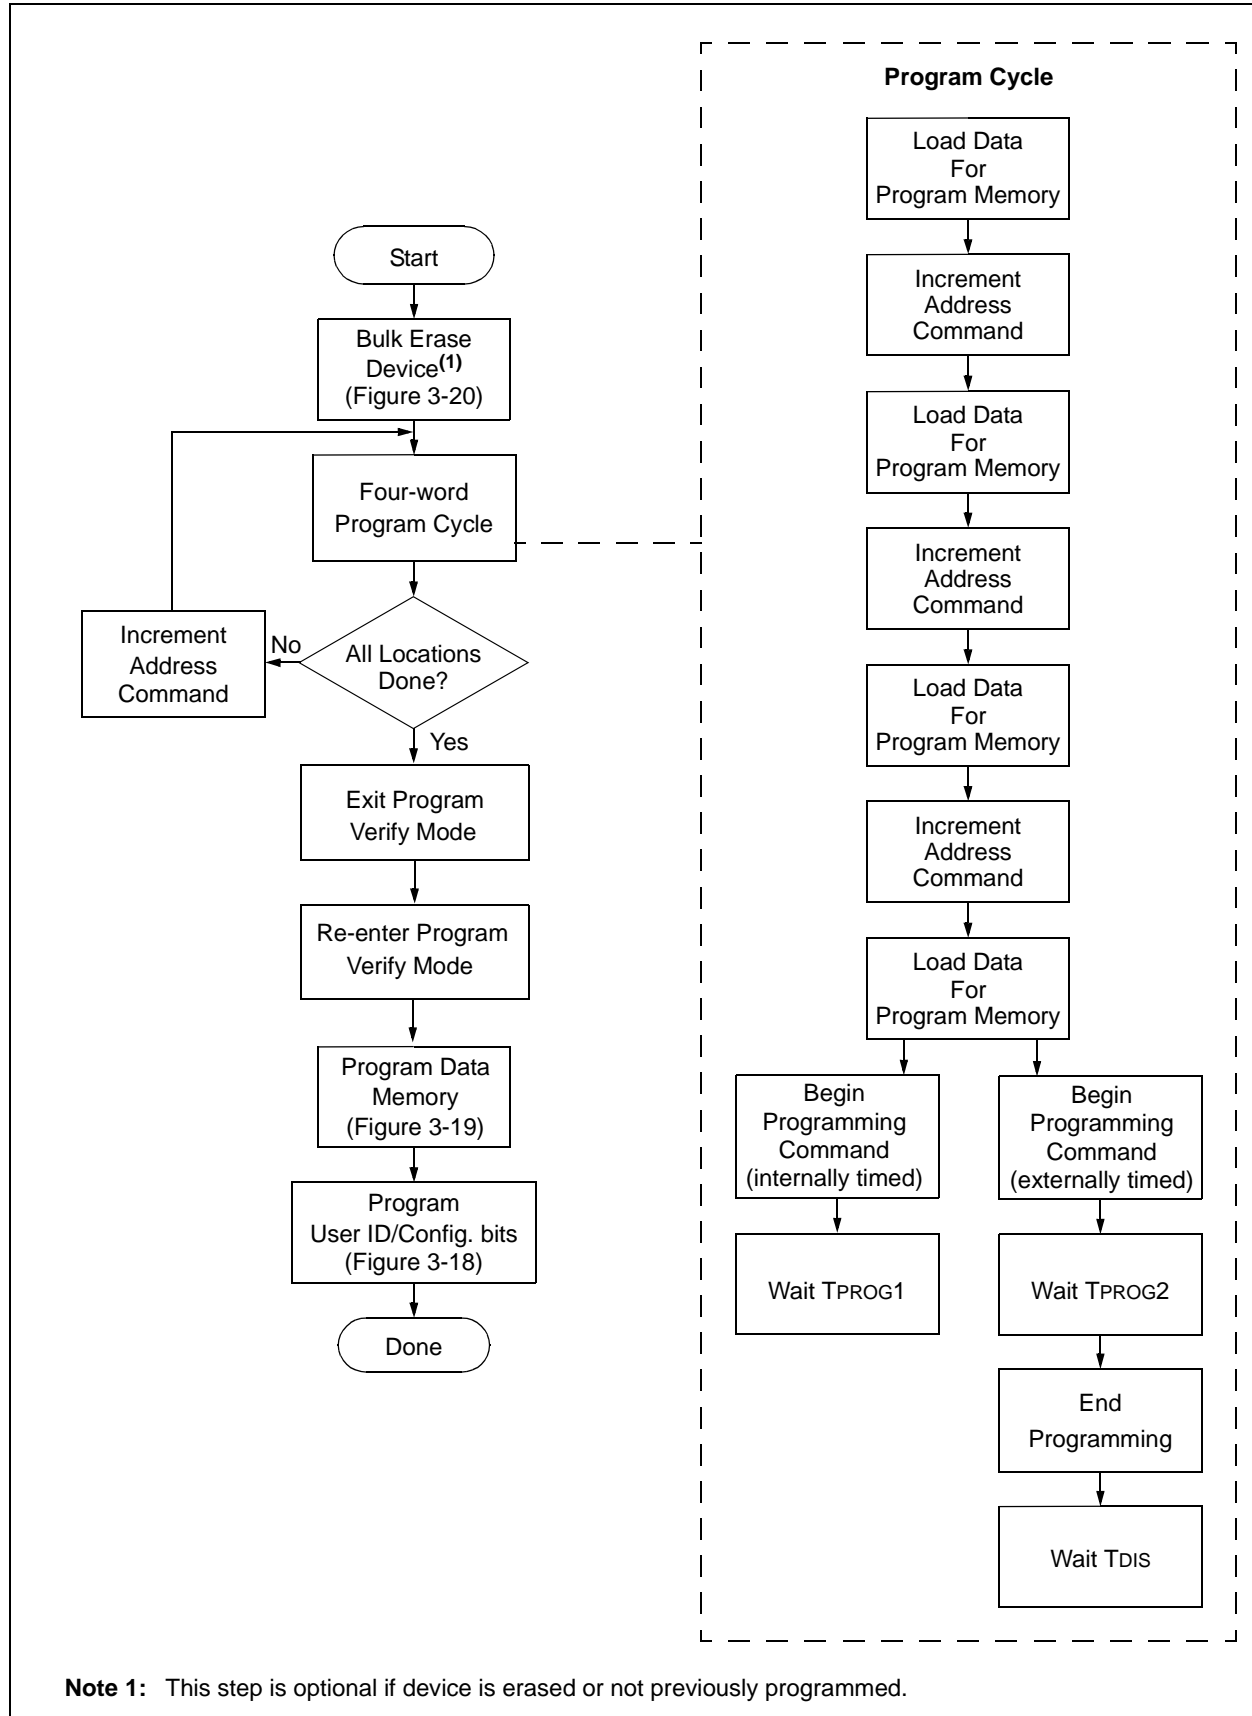 Start
Bulk Erase
Device(1)
(Figure 3-20)
Four-word
Program Cycle
All Locations
Done?
No
Increment
Address
Command
Yes
Exit Program
Verify Mode
Re-enter Program
Verify Mode
Program Data
Memory
(Figure 3-19)
Program
User ID/Config. bits
(Figure 3-18)
Done
Program Cycle
Load Data
For
Program Memory
Increment
Address
Command
Load Data
For
Program Memory
Increment
Address
Command
Load Data
For
Program Memory
Increment
Address
Command
Load Data
For
Program Memory
Begin
Programming
Command
(internally timed)
Wait TPROG1
Begin
Programming
Command
(externally timed)
Wait TPROG2
End
Programming
Wait TDIS
Note 1: This step is optional if device is erased or not previously programmed.